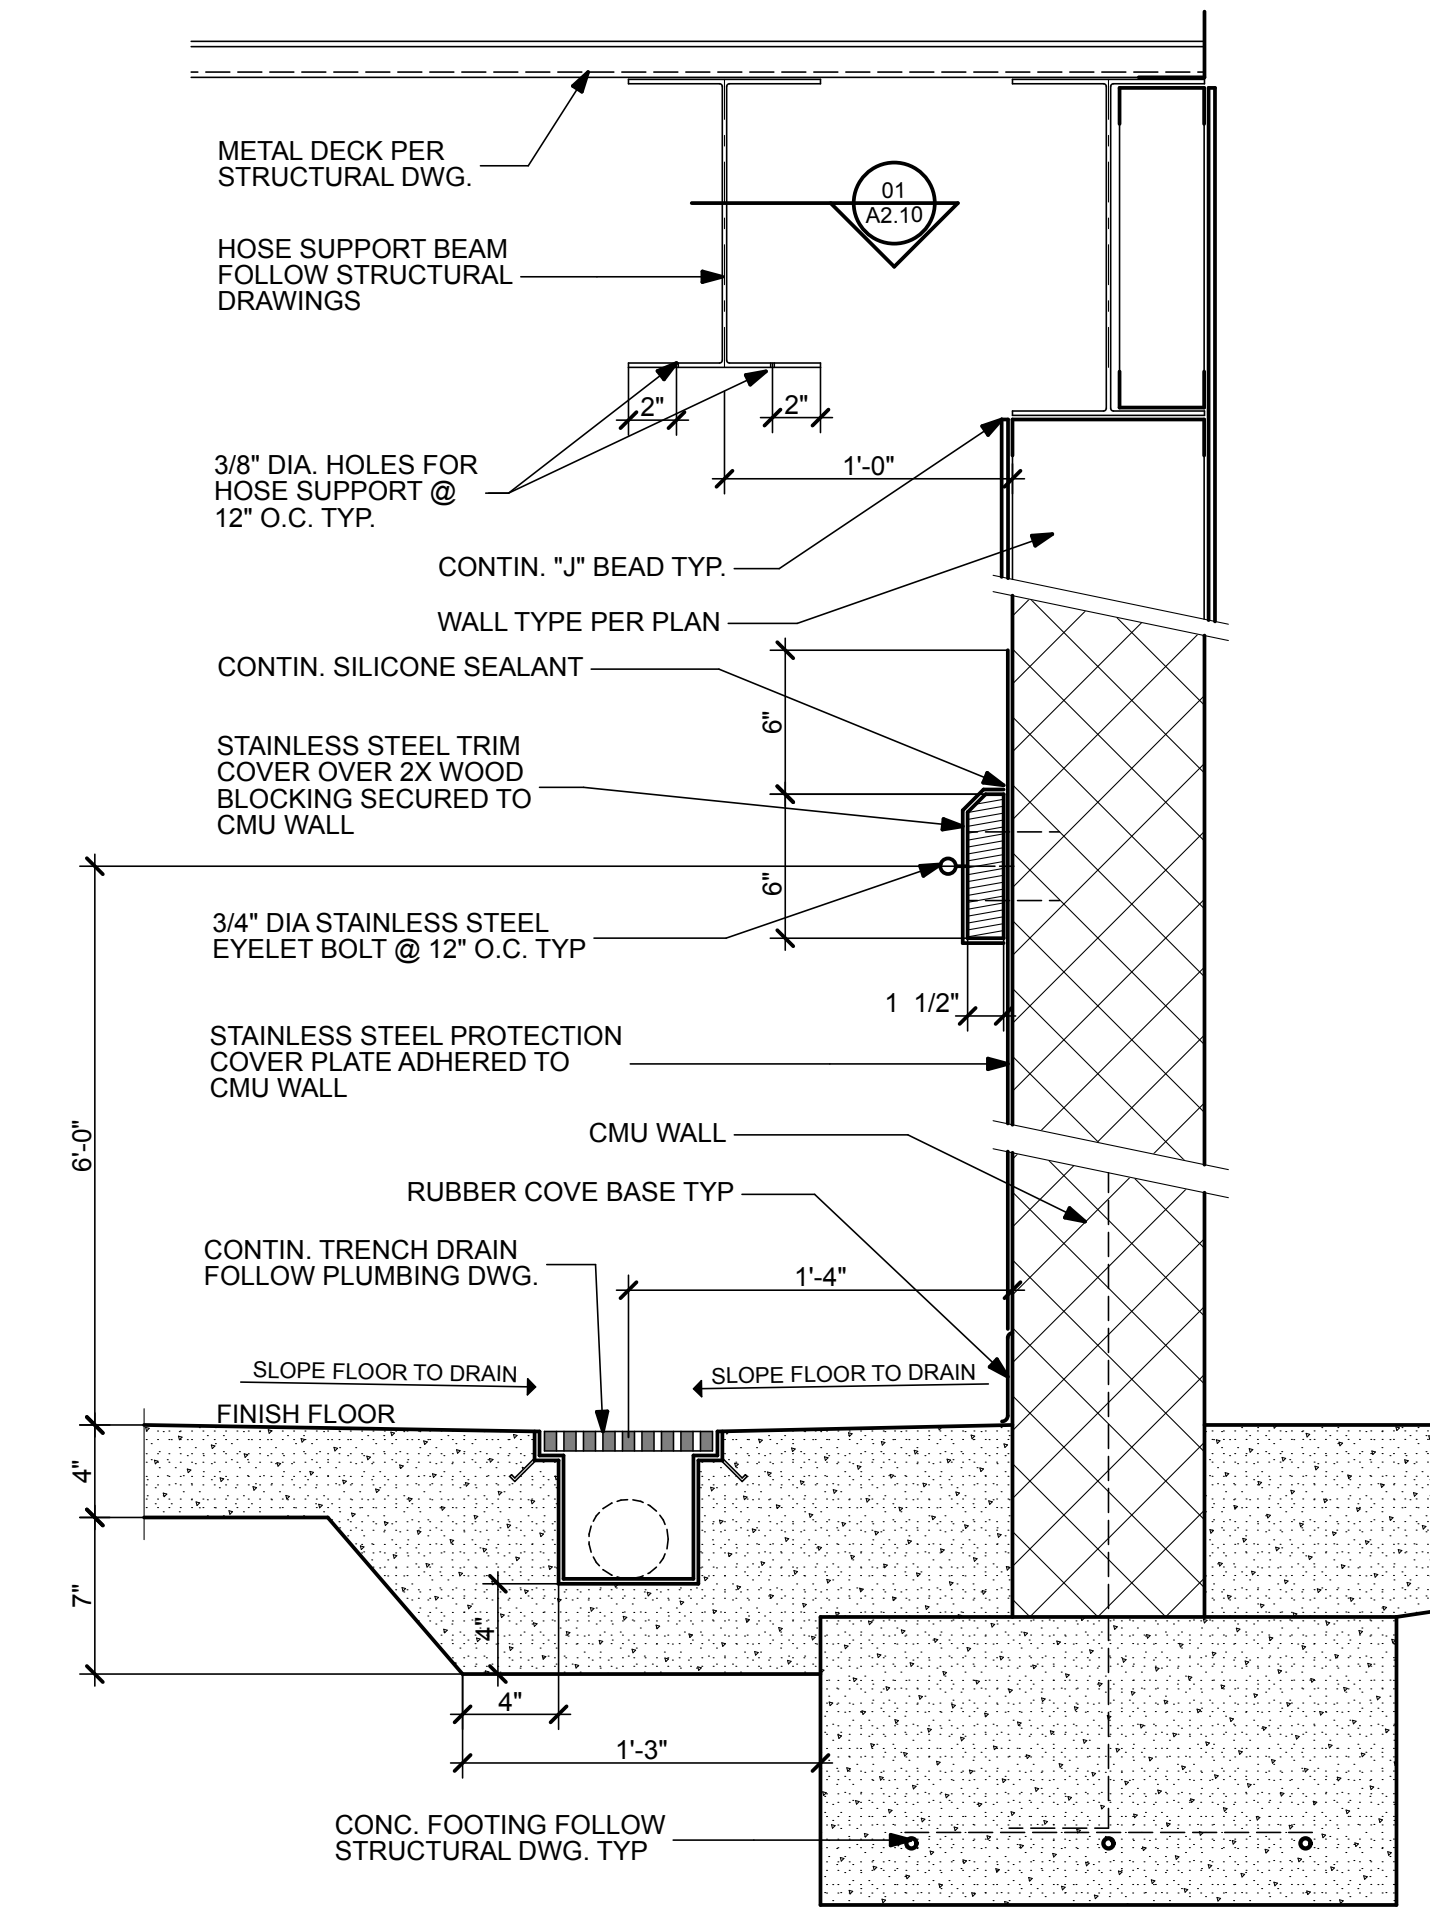 METAL DECK PER
STRUCTURAL DWG.
01
A2.10
HOSE SUPPORT BEAM
FOLLOW STRUCTURAL
DRAWINGS
2"
2"
3/8" DIA. HOLES FOR
HOSE SUPPORT @
12" O.C. TYP.
1'-0"
CONTIN. "J" BEAD TYP.
WALL TYPE PER PLAN
CONTIN. SILICONE SEALANT
6"
STAINLESS STEEL TRIM
COVER OVER 2X WOOD
BLOCKING SECURED TO
CMU WALL
6"
3/4" DIA STAINLESS STEEL
EYELET BOLT @ 12" O.C. TYP
1 1/2"
STAINLESS STEEL PROTECTION
COVER PLATE ADHERED TO
CMU WALL
6'-0"
CMU WALL
RUBBER COVE BASE TYP
CONTIN. TRENCH DRAIN
FOLLOW PLUMBING DWG.
1'-4"
SLOPE FLOOR TO DRAIN
SLOPE FLOOR TO DRAIN
FINISH FLOOR
4"
7"
4"
4"
1'-3"
CONC. FOOTING FOLLOW
STRUCTURAL DWG. TYP